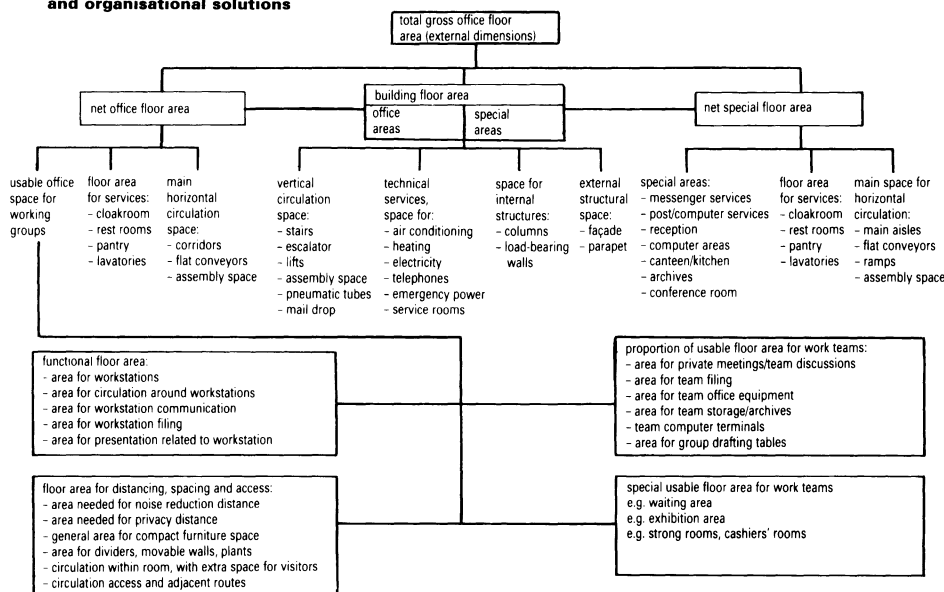 and organisational solutions
total gross office floor
area (external dimensions)
net office floor area
building floor area
office
areas
special
areas
net special floor area
usable office
space for
working
groups
floor area
for services:
- cloakroom
- rest rooms
- pantry
- lavatories
main
horizontal
circulation
space:
- corridors
- flat conveyors
- assembly space
vertical
circulation
space:
- stairs
- escalator
- lifts
- assembly space
- pneumatic tubes
- mail drop
technical
services,
space for:
- air conditioning
- heating
- electricity
- telephones
- emergency power
- service rooms
space for
internal
structures:
- columns
- load-bearing
walls
external
structural
space:
- façade
- parapet
special areas:
- messenger services
- post/computer services
- reception
- computer areas
- canteen/kitchen
- archives
- conference room
floor area
for services:
- cloakroom
- rest rooms
- pantry
- lavatories
main space for
horizontal
circulation:
- main aisles
- flat conveyors
- ramps
- assembly space
functional floor area:
- area for workstations
- area for circulation around workstations
- area for workstation communication
- area for workstation filing
- area for presentation related to workstation
proportion of usable floor area for work teams:
- area for private meetings/team discussions
- area for team filing
- area for team office equipment
- area for team storage/archives
- team computer terminals
- area for group drafting tables
floor area for distancing, spacing and access:
- area needed for noise reduction distance
- area needed for privacy distance
- general area for compact furniture space
- area for dividers, movable walls, plants
- circulation within room, with extra space for visitors
- circulation access and adjacent routes
special usable floor area for work teams
e.g. waiting area
e.g. exhibition area
e.g. strong rooms, cashiers' rooms